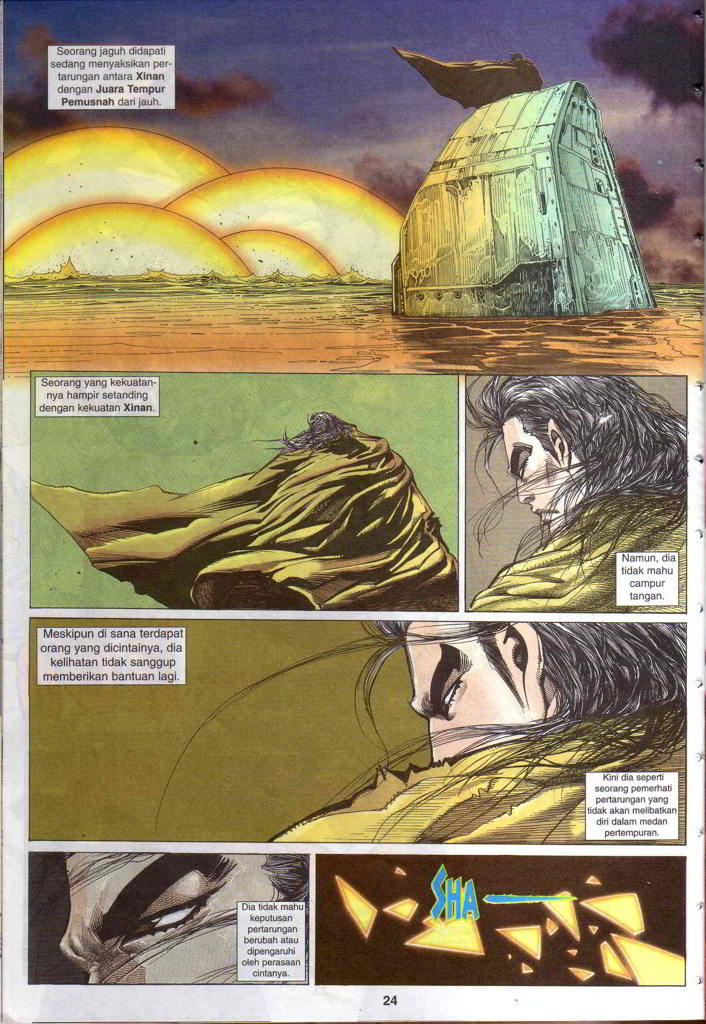 Seorang jaguh didapati
sedang menyaksikan per-
tarungan antara Xinan
dengan Juara Tempur
Pemusnah dari jauh.
Seorang yang kekuatan-
nya hampir setanding
dengan kekuatan Xinan.
Namun, dia
tidak mahu
campur
tangan.
Meskipun di sana terdapat
orang yang dicintainya, dia
kelihatan tidak sanggup
memberikan bantuan lagi.
Kini dia seperti
seorang pemerhati
pertarungan yang
tidak akan melibatkan
diri dalam medan
pertempuran.
Dia tidak mahu
keputusan
pertarungan
berubah atau
dipengaruhi
oleh perasaan
cintanya.
SHA
24